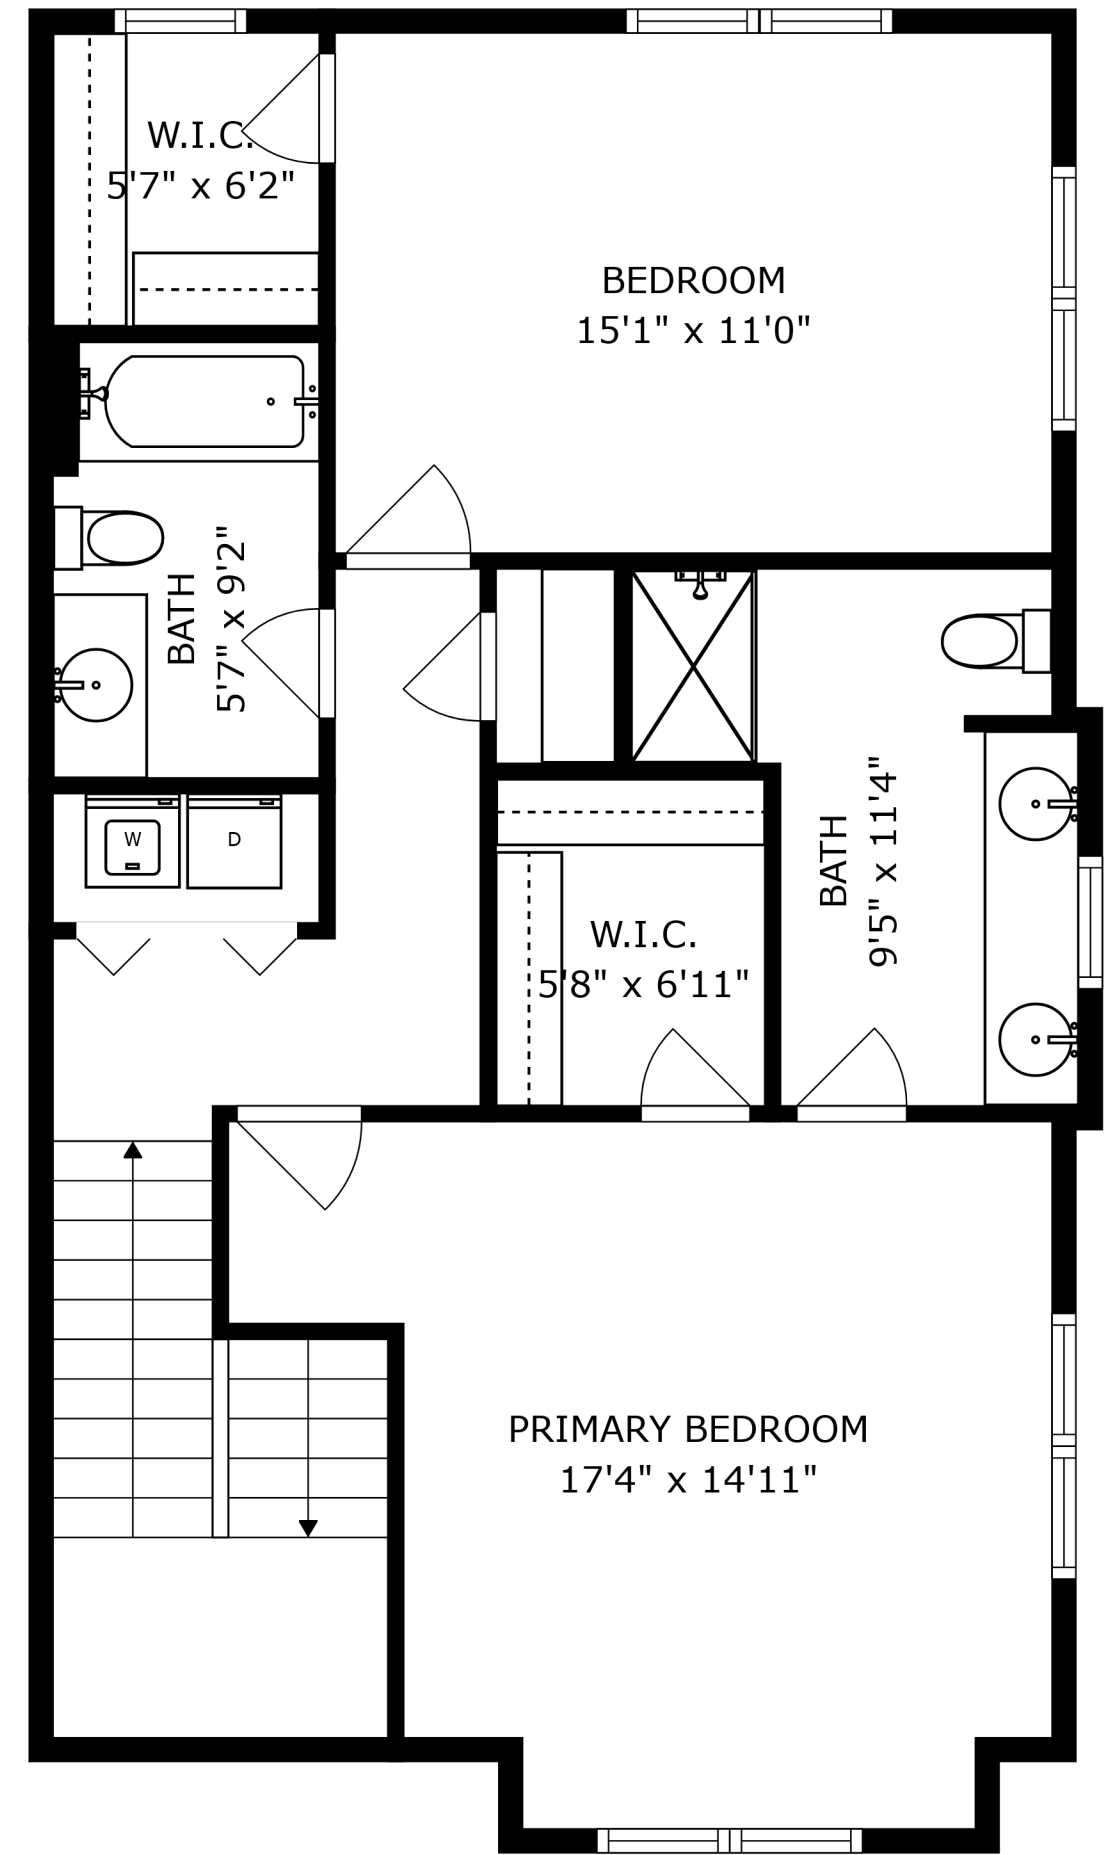 W.I.C.
5'7" x 6'2"
BEDROOM
15'1" x 11'0"
BATH
5'7" x 9'2"
W
D
BATH
9'5" x 11'4"
W.I.C.
5'8" x 6'11"
PRIMARY BEDROOM
17'4" x 14'11"